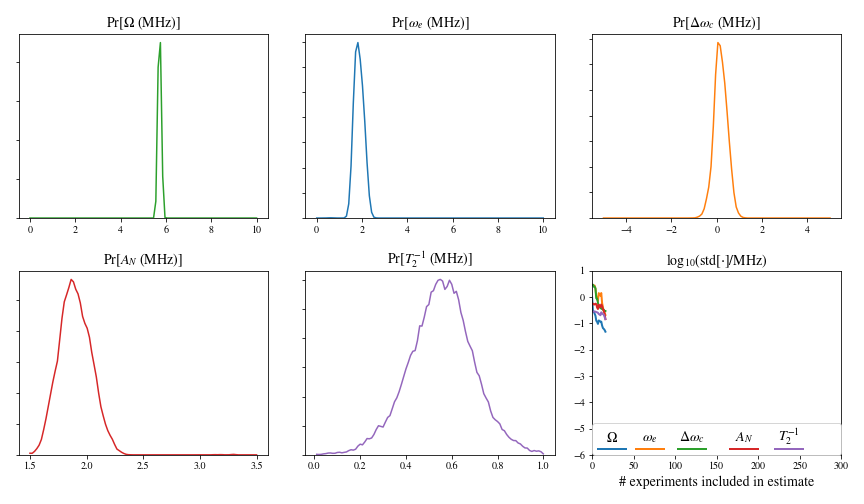 Pr[Ω (MHz)]
Pr[ωₑ (MHz)]
Pr[Δω_c (MHz)]
0 2 4 6 8 10
0 2 4 6 8 10
−4 −2 0 2 4
Pr[A_N (MHz)]
Pr[T₂⁻¹ (MHz)]
log₁₀(std[·]/MHz)
1.5 2.0 2.5 3.0 3.5
0.0 0.2 0.4 0.6 0.8 1.0
1
0
−1
−2
−3
−4
−5
−6
Ω ωₑ Δω_c A_N T₂⁻¹
0 50 100 150 200 250 300
# experiments included in estimate